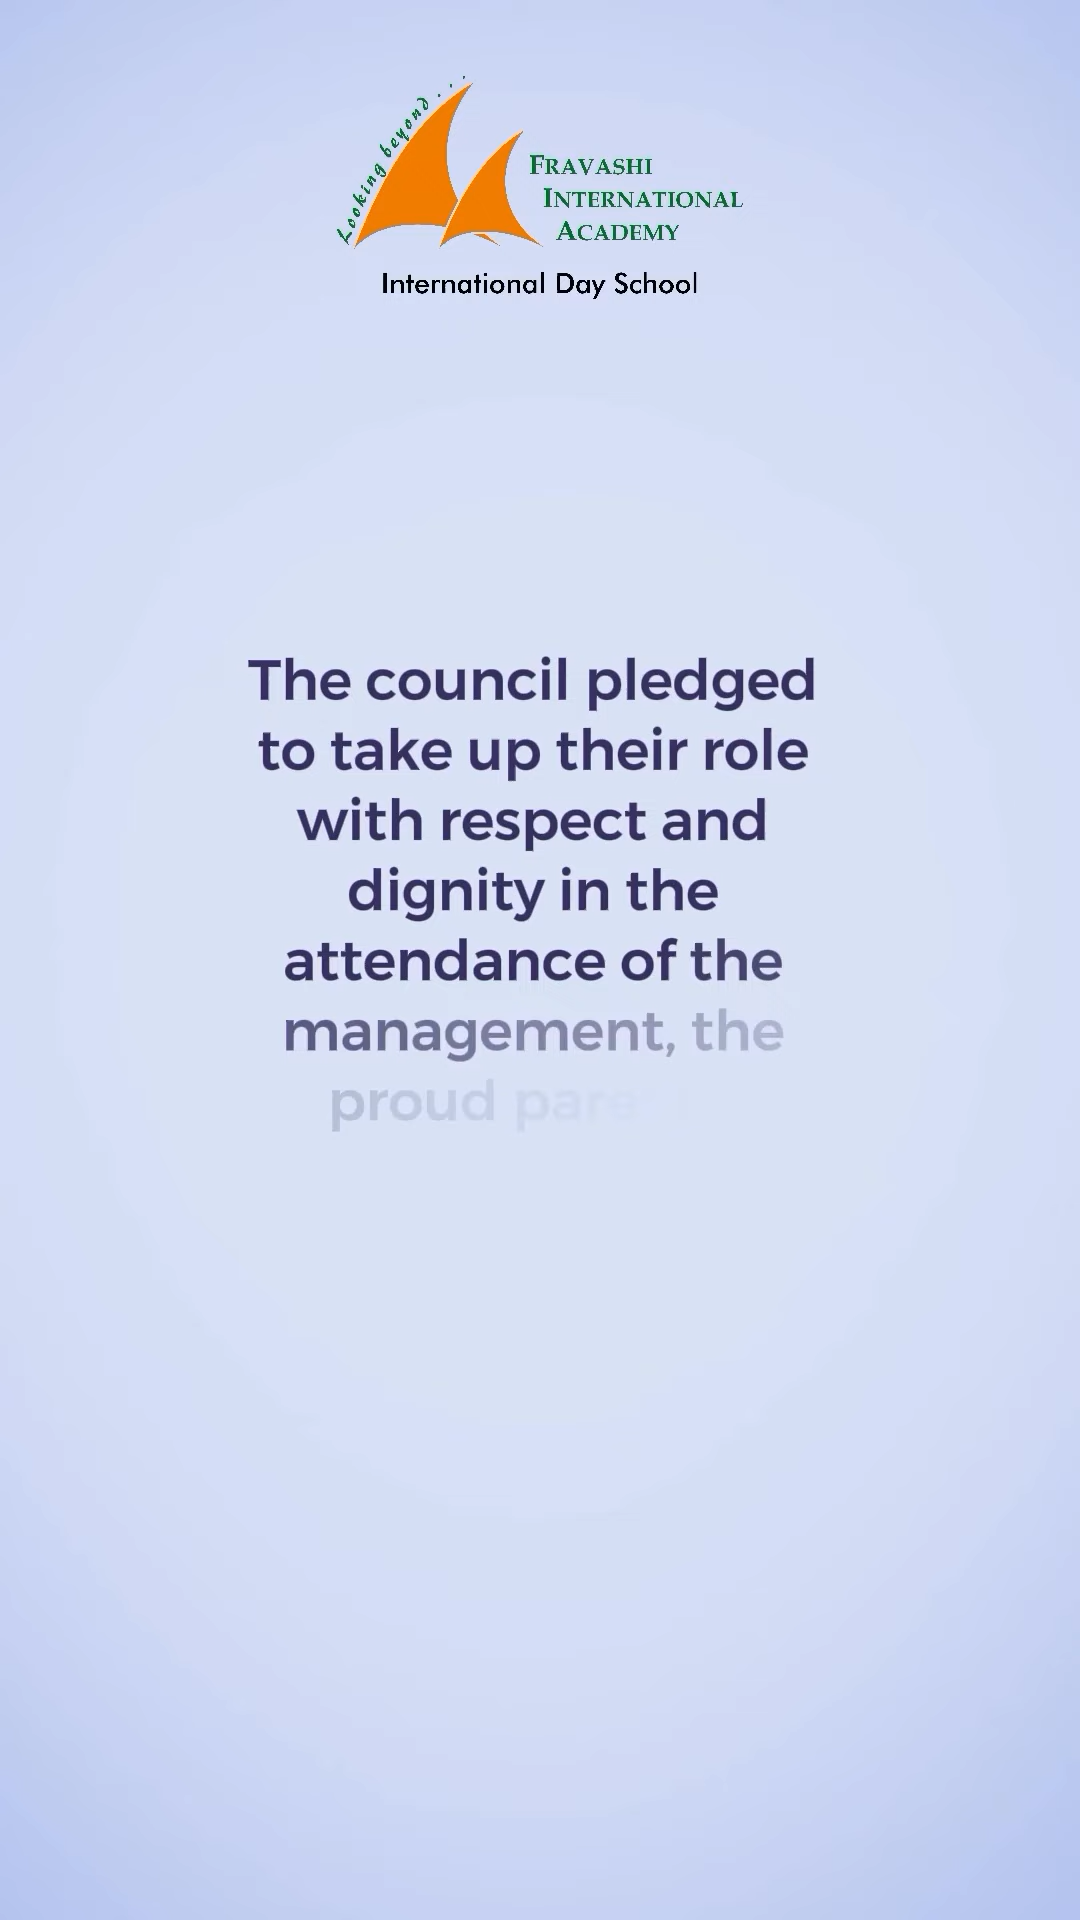 Looking beyond...
FRAVASHI
INTERNATIONAL
ACADEMY
International Day School
The council pledged
to take up their role
with respect and
dignity in the
attendance of the
management, the
proud